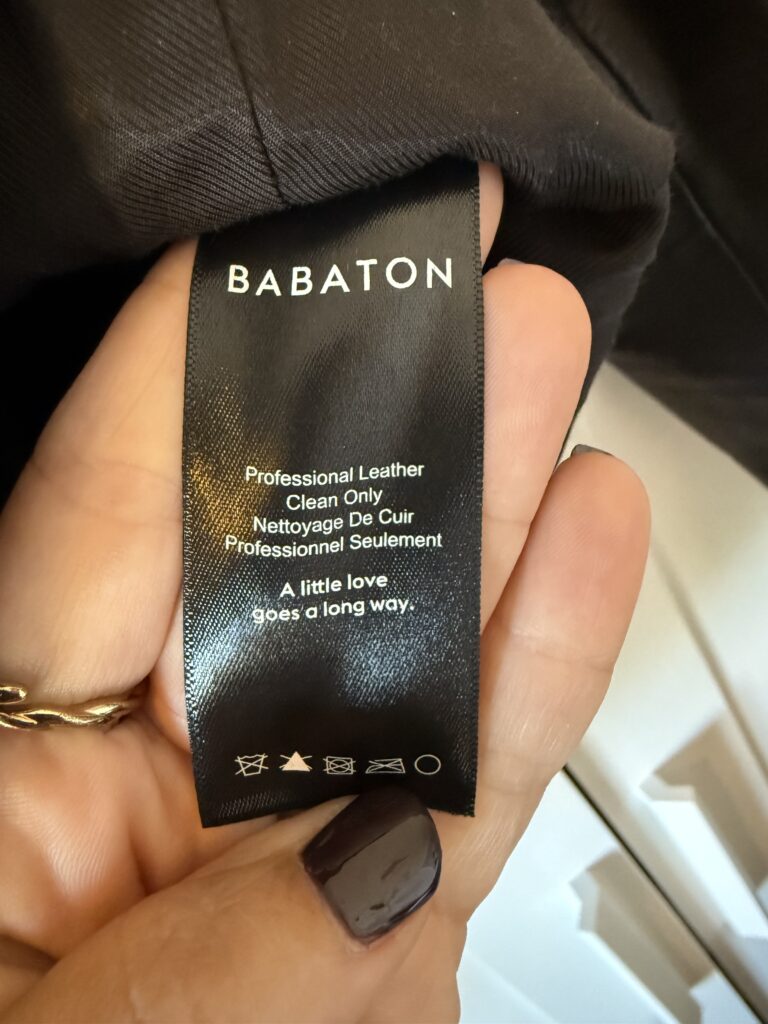 BABATON
Professional Leather
Clean Only
Nettoyage De Cuir
Professionnel Seulement
A little love
goes a long way.